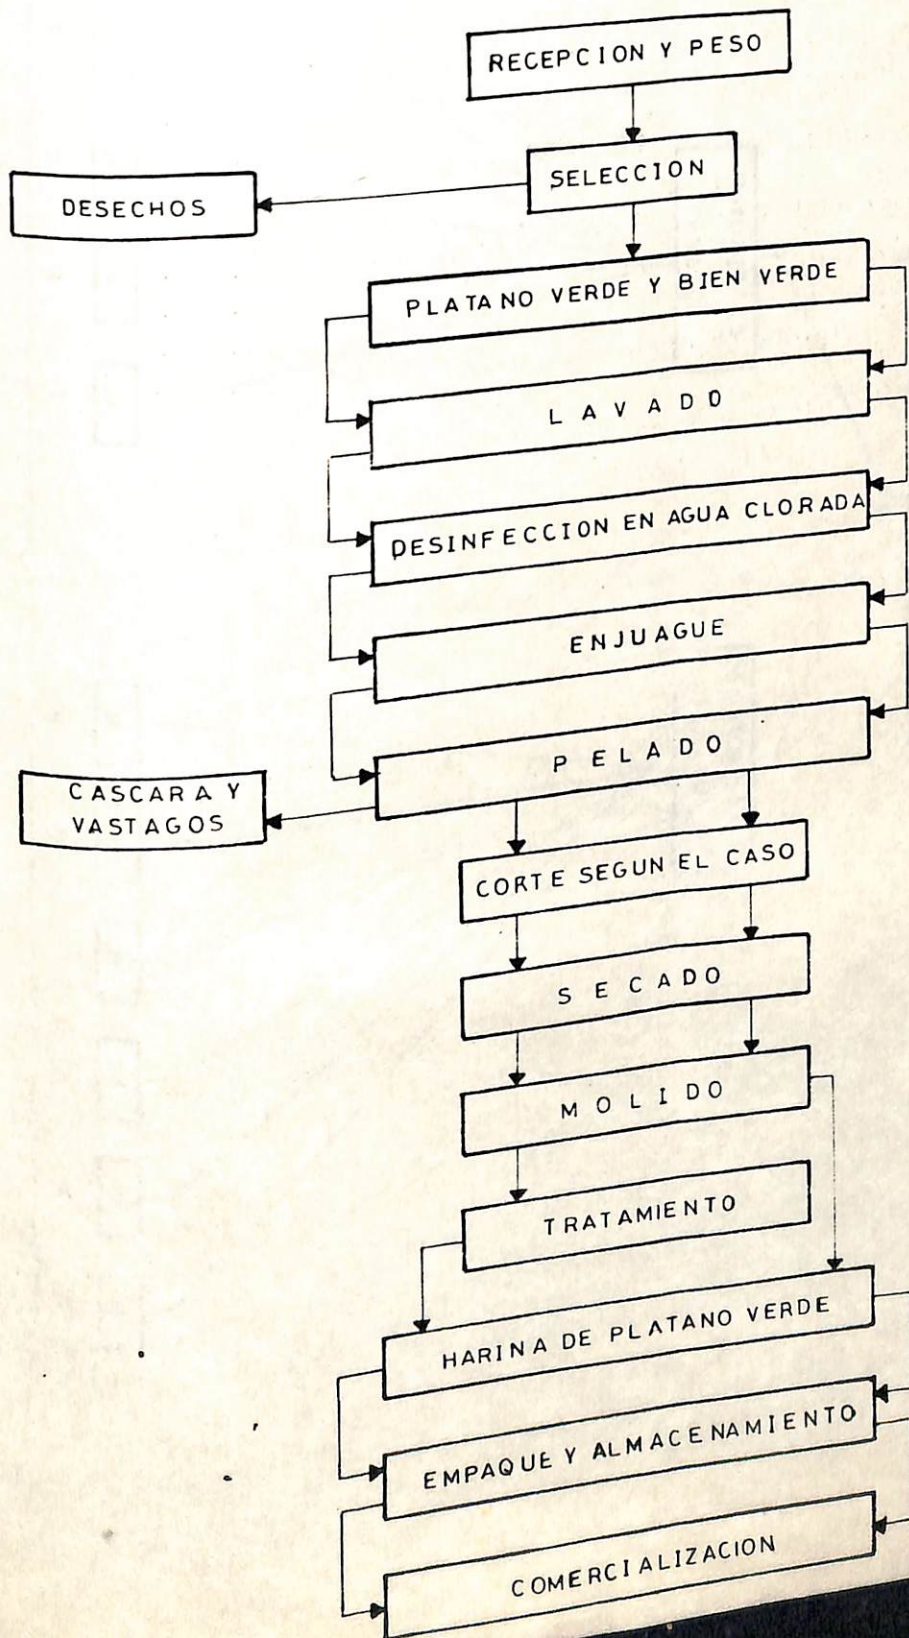 RECEPCION Y PESO
SELECCION
DESECHOS
PLATANO VERDE Y BIEN VERDE
LAVADO
DESINFECCION EN AGUA CLORADA
ENJUAGUE
PELADO
CASCARA Y
VASTAGOS
CORTE SEGUN EL CASO
SECADO
MOLIDO
TRATAMIENTO
HARINA DE PLATANO VERDE
EMPAQUE Y ALMACENAMIENTO
COMERCIALIZACION